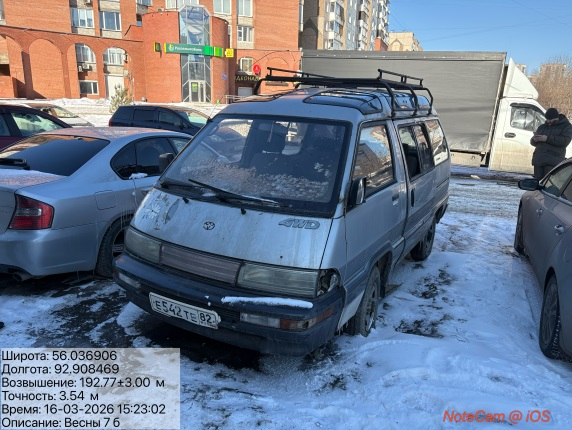 4WD
Е542ТЕ 82
Широта: 56.036906
Долгота: 92.908469
Возвышение: 192.77±3.00 м
Точность: 3.54 м
Время: 16-03-2026 15:23:02
Описание: Весны 7 б
NoteCam @ iOS